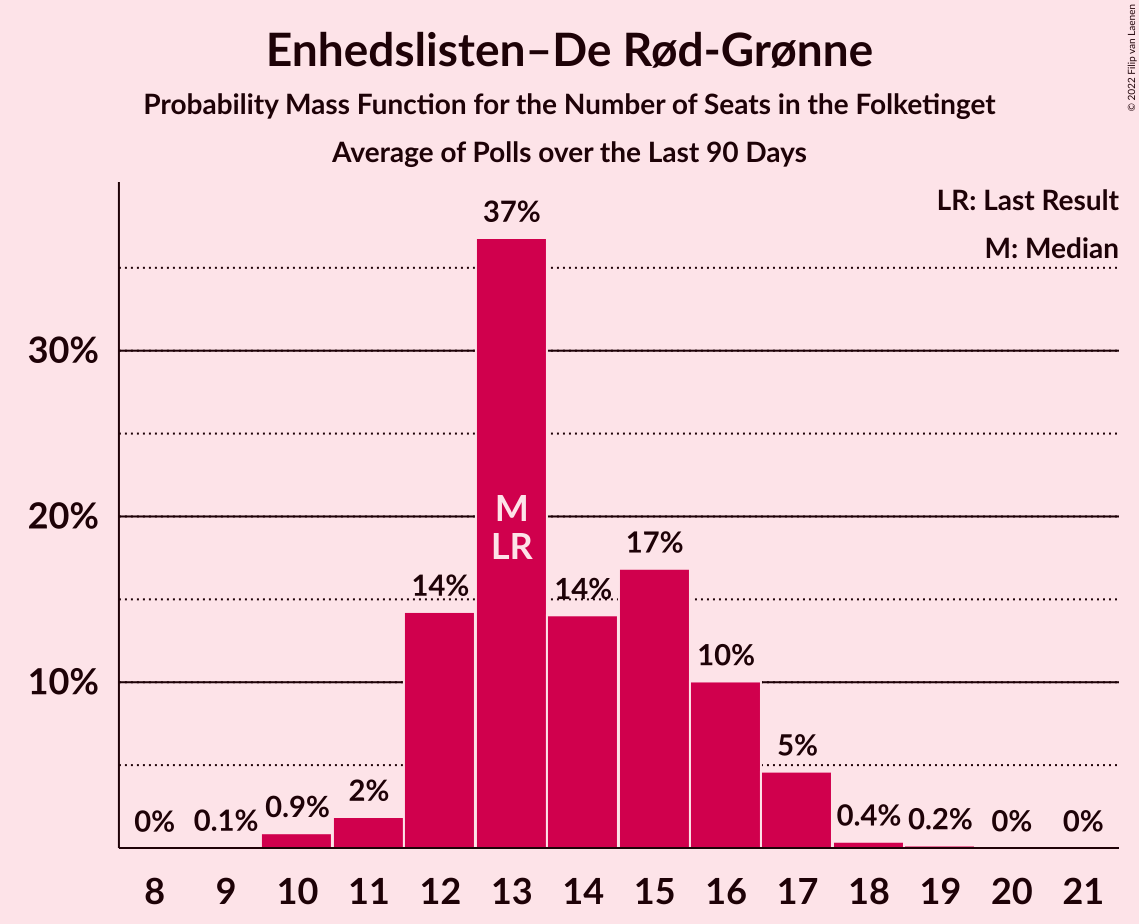 Enhedslisten–De Rød-Grønne
Probability Mass Function for the Number of Seats in the Folketinget
Average of Polls over the Last 90 Days
© 2022 Filip van Laenen
LR: Last Result
M: Median
37%
30%
20%
10%
M
LR
17%
14%
14%
10%
5%
2%
0%
0.1%
0.9%
0.4%
0.2%
0%
0%
8 9 10 11 12 13 14 15 16 17 18 19 20 21